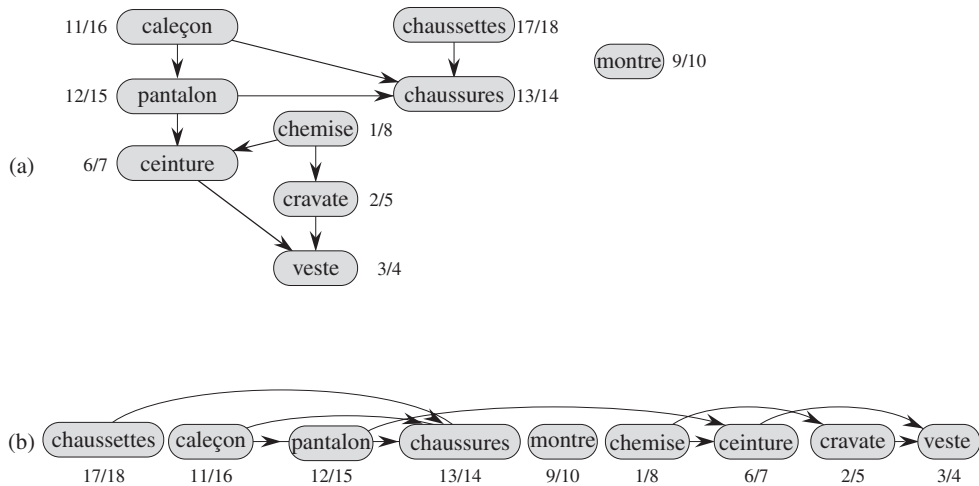 11/16 caleçon chaussettes 17/18
montre 9/10
12/15 pantalon chaussures 13/14
chemise 1/8
(a) 6/7 ceinture
cravate 2/5
veste 3/4
(b) chaussettes caleçon pantalon chaussures montre chemise ceinture cravate veste
17/18 11/16 12/15 13/14 9/10 1/8 6/7 2/5 3/4